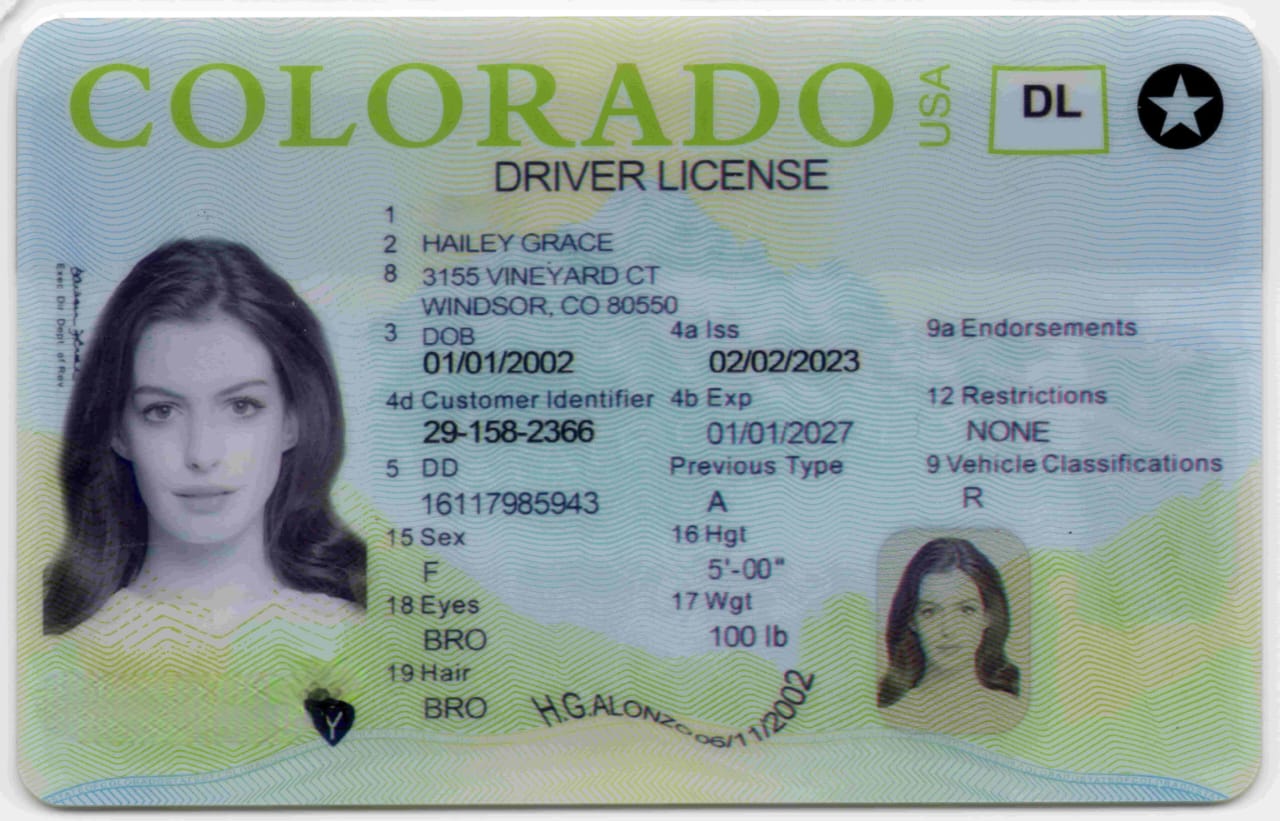 COLORADO
USA
DL
DRIVER LICENSE
1
2 HAILEY GRACE
8 3155 VINEYARD CT
WINDSOR, CO 80550
3 DOB
01/01/2002
4a Iss
02/02/2023
9a Endorsements
4d Customer Identifier
29-158-2366
4b Exp
01/01/2027
12 Restrictions
NONE
5 DD
16117985943
Previous Type
A
9 Vehicle Classifications
R
15 Sex
F
16 Hgt
5'-00"
18 Eyes
BRO
17 Wgt
100 lb
19 Hair
BRO
H.G.ALONZO 06/11/2002
Y
Exec Dir Dept of Rev